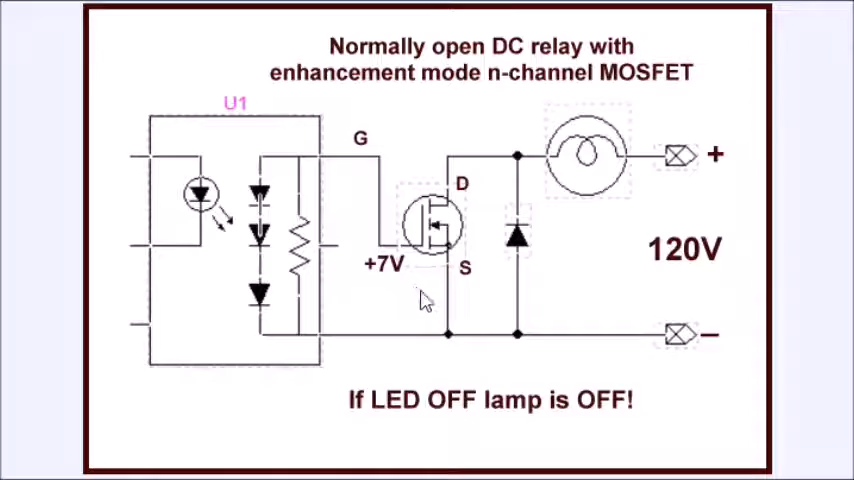 Normally open DC relay with
enhancement mode n-channel MOSFET
U1
G
D
+
+7V
S
120V
−
If LED OFF lamp is OFF!